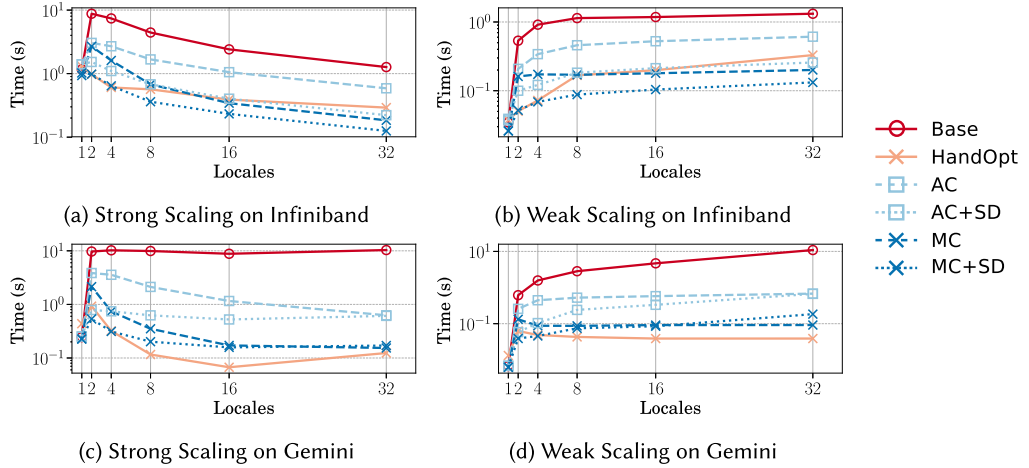 10¹
10⁰
10⁻¹
Time (s)
1 2 4 8 16 32
Locales
(a) Strong Scaling on Infiniband
10⁰
10⁻¹
Time (s)
1 2 4 8 16 32
Locales
(b) Weak Scaling on Infiniband
10¹
10⁰
10⁻¹
Time (s)
1 2 4 8 16 32
Locales
(c) Strong Scaling on Gemini
10¹
10⁻¹
Time (s)
1 2 4 8 16 32
Locales
(d) Weak Scaling on Gemini
Base
HandOpt
AC
AC+SD
MC
MC+SD